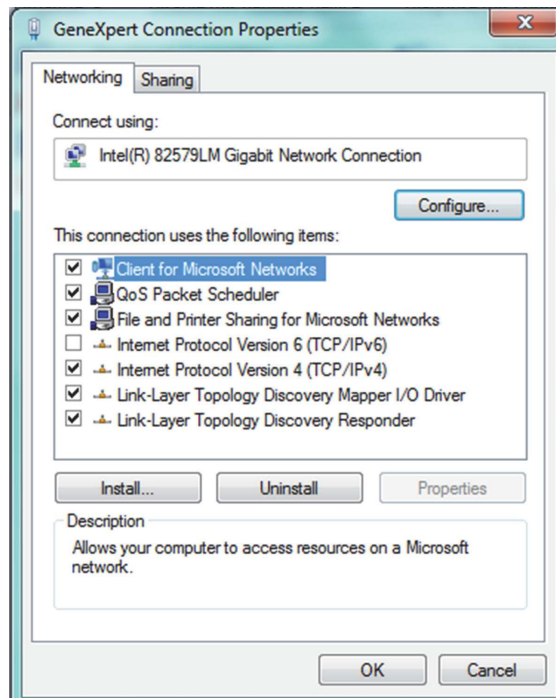 GeneXpert Connection Properties
Networking Sharing
Connect using:
Intel(R) 82579LM Gigabit Network Connection
Configure...
This connection uses the following items:
Client for Microsoft Networks
QoS Packet Scheduler
File and Printer Sharing for Microsoft Networks
Internet Protocol Version 6 (TCP/IPv6)
Internet Protocol Version 4 (TCP/IPv4)
Link-Layer Topology Discovery Mapper I/O Driver
Link-Layer Topology Discovery Responder
Install... Uninstall Properties
Description
Allows your computer to access resources on a Microsoft
network.
OK Cancel